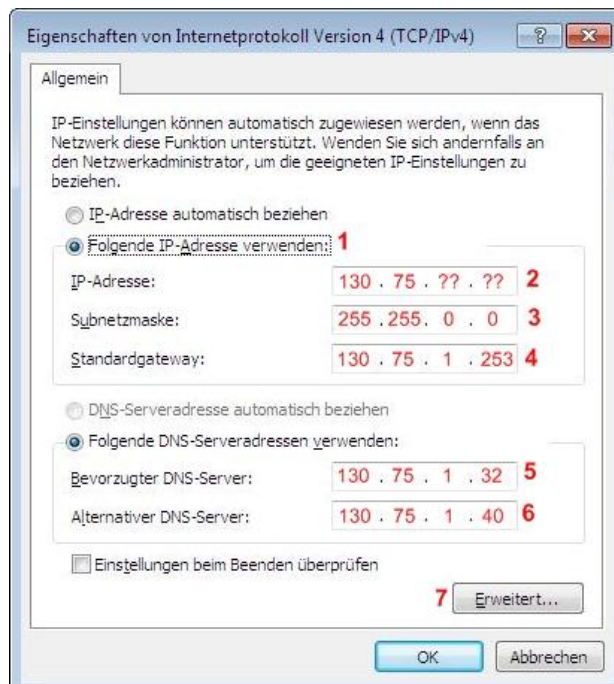 Eigenschaften von Internetprotokoll Version 4 (TCP/IPv4)
?
Allgemein
IP-Einstellungen können automatisch zugewiesen werden, wenn das
Netzwerk diese Funktion unterstützt. Wenden Sie sich andernfalls an
den Netzwerkadministrator, um die geeigneten IP-Einstellungen zu
beziehen.
IP-Adresse automatisch beziehen
Folgende IP-Adresse verwenden: 1
IP-Adresse: 130 . 75 . ?? . ?? 2
Subnetzmaske: 255 . 255 . 0 . 0 3
Standardgateway: 130 . 75 . 1 . 253 4
DNS-Serveradresse automatisch beziehen
Folgende DNS-Serveradressen verwenden:
Bevorzugter DNS-Server: 130 . 75 . 1 . 32 5
Alternativer DNS-Server: 130 . 75 . 1 . 40 6
Einstellungen beim Beenden überprüfen
7 Erweitert...
OK Abbrechen